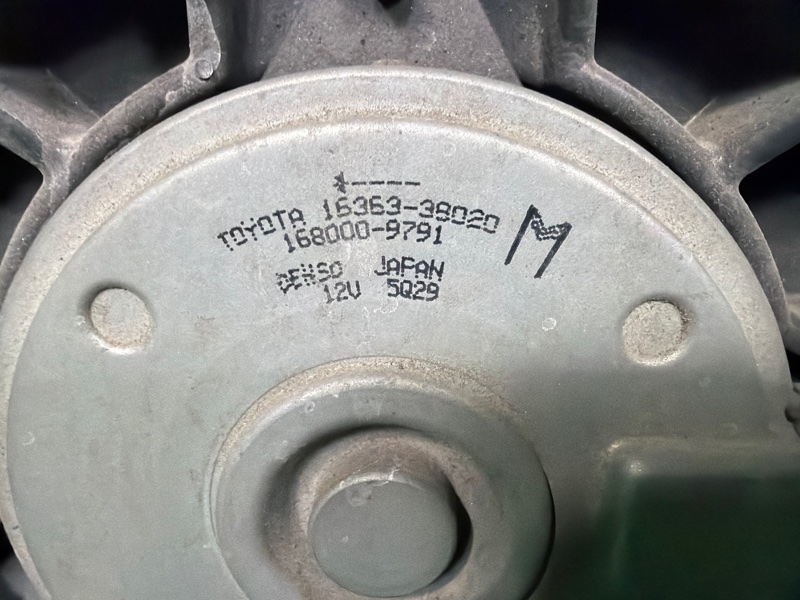 *----
TOYOTA 16363-38020
168000-9791
M
DENSO JAPAN
12V 5Q29